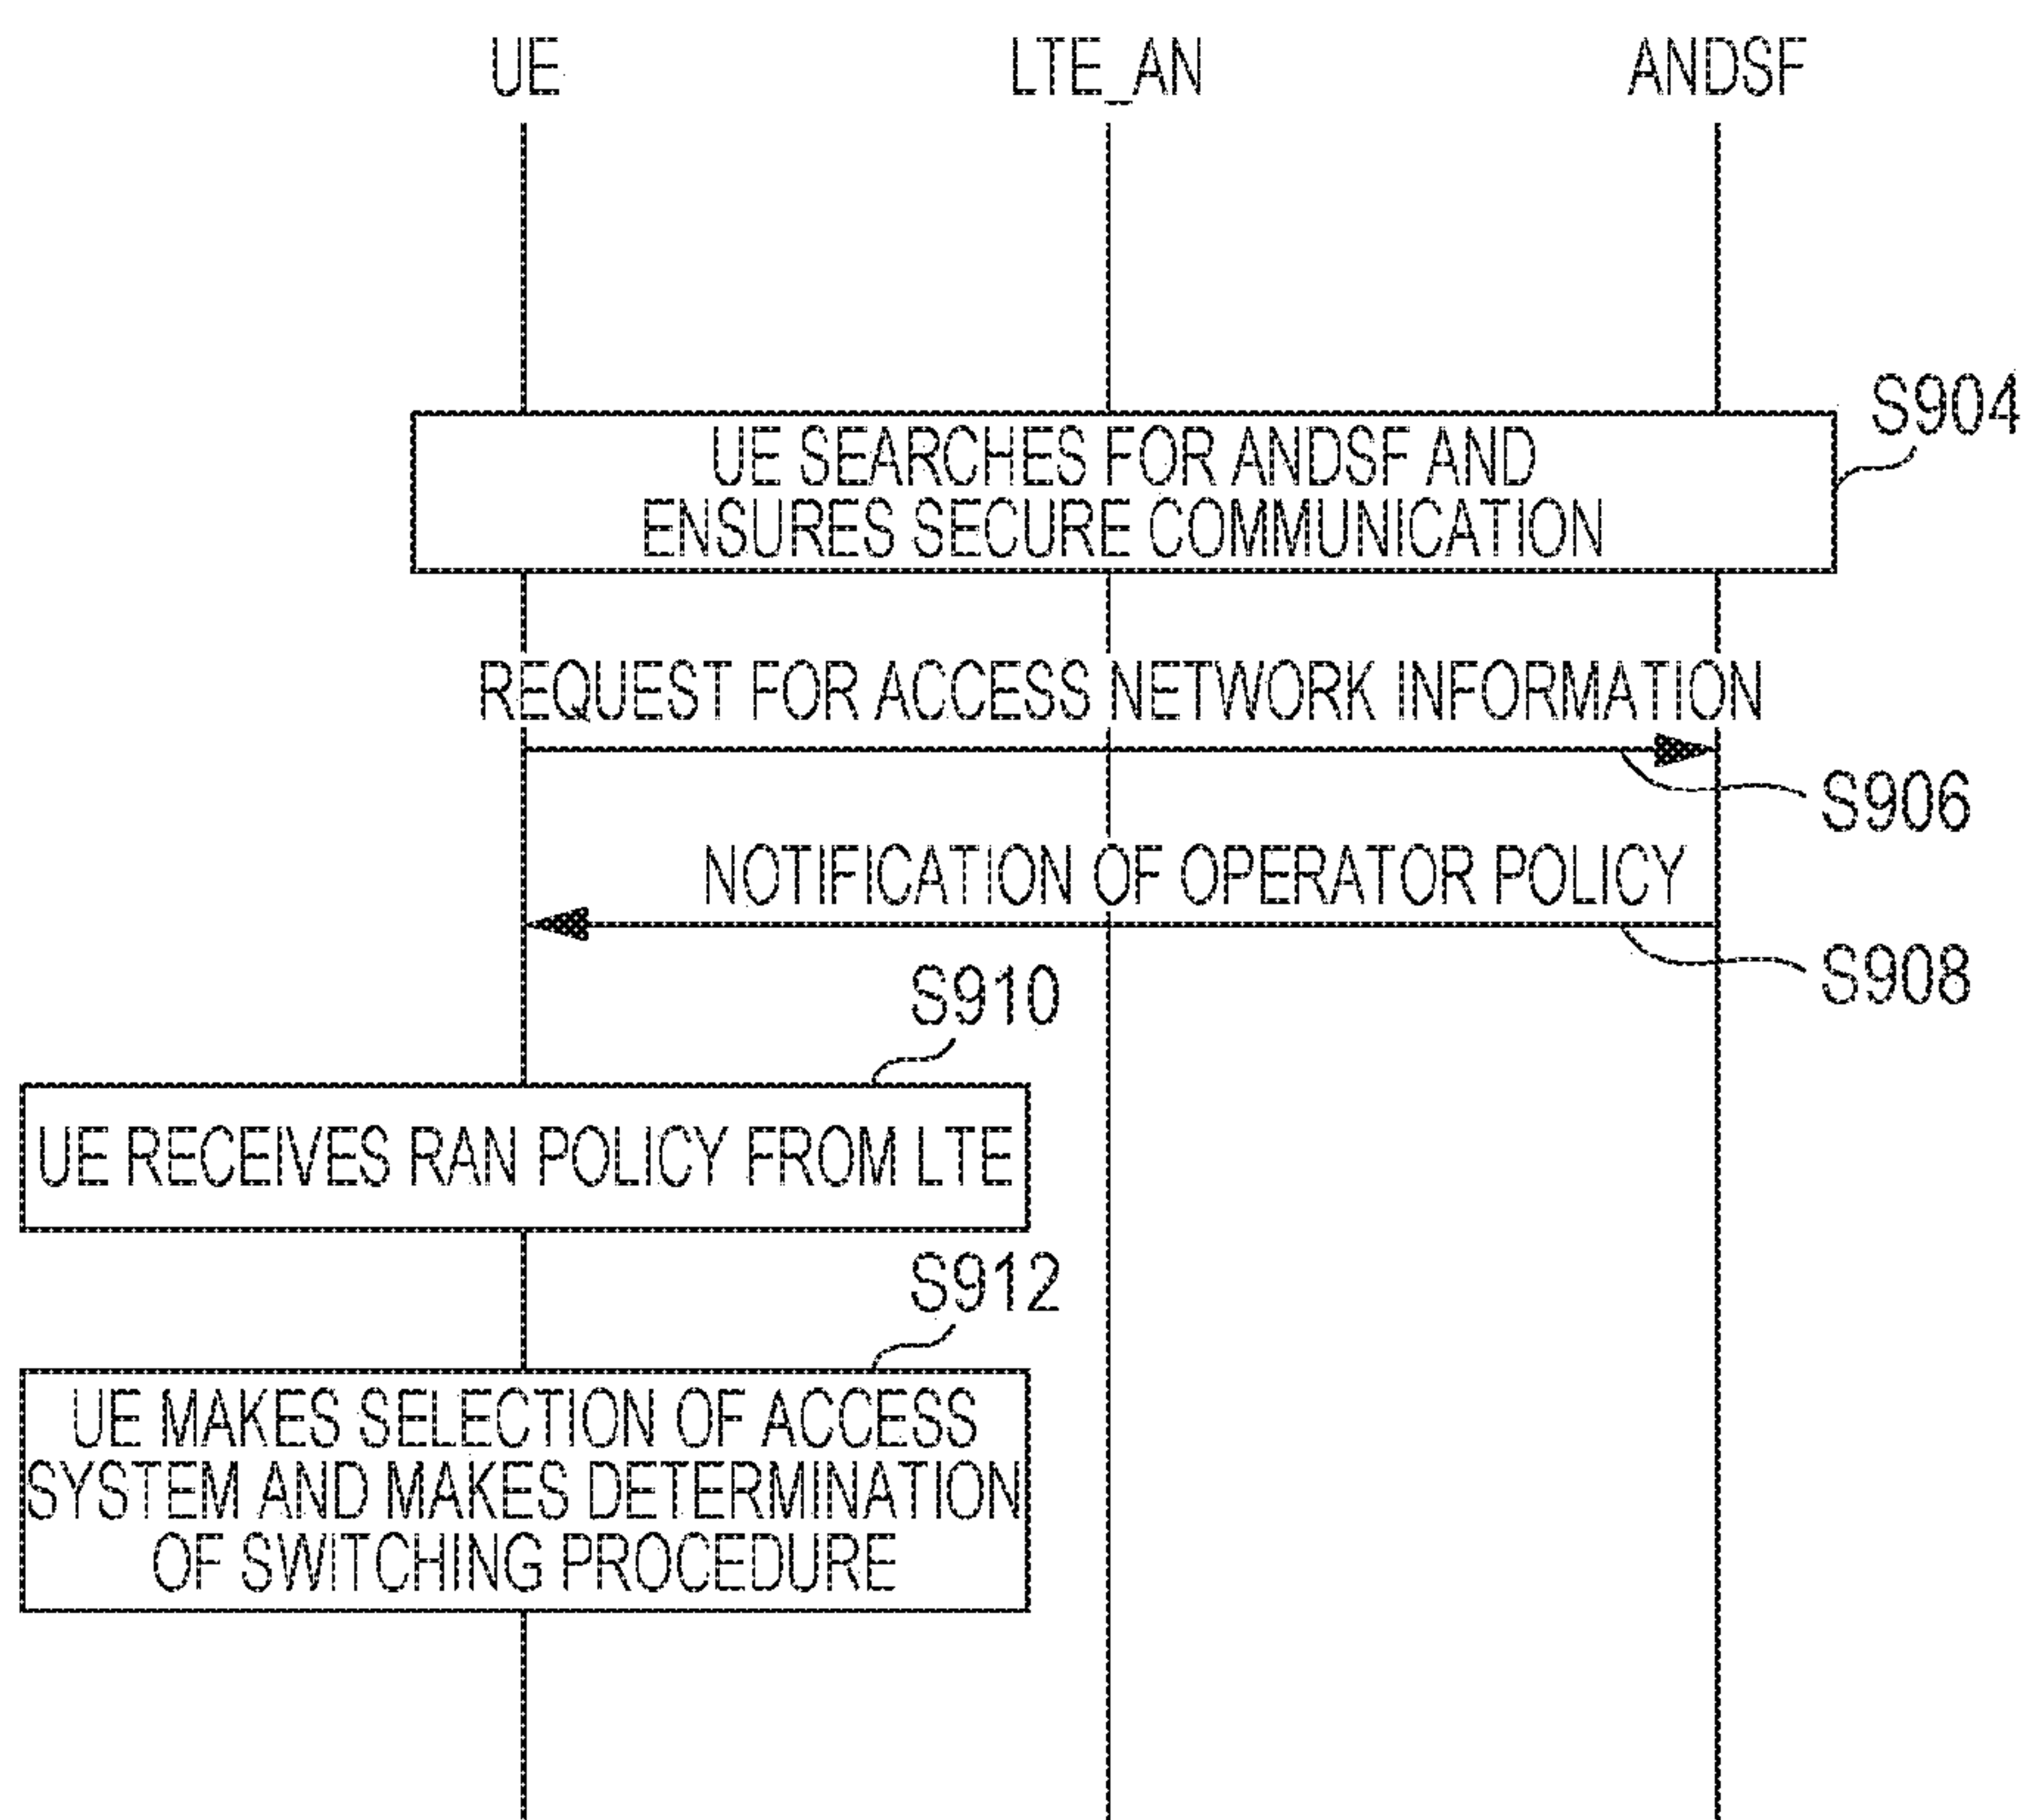 UE
LTE_AN
ANDSF
S904
UE SEARCHES FOR ANDSF AND
ENSURES SECURE COMMUNICATION
REQUEST FOR ACCESS NETWORK INFORMATION
S906
NOTIFICATION OF OPERATOR POLICY
S908
S910
UE RECEIVES RAN POLICY FROM LTE
S912
UE MAKES SELECTION OF ACCESS
SYSTEM AND MAKES DETERMINATION
OF SWITCHING PROCEDURE